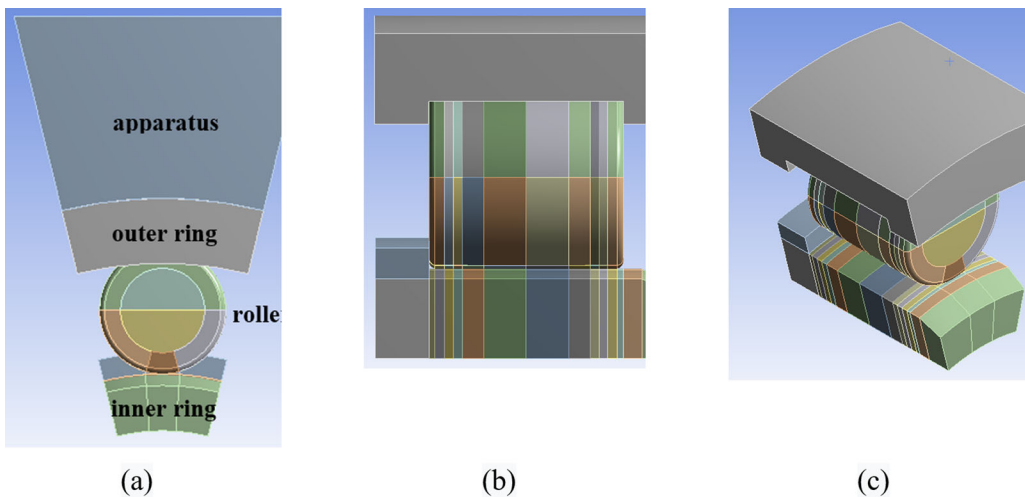 apparatus
outer ring
rolle
inner ring
(a)
(b)
(c)